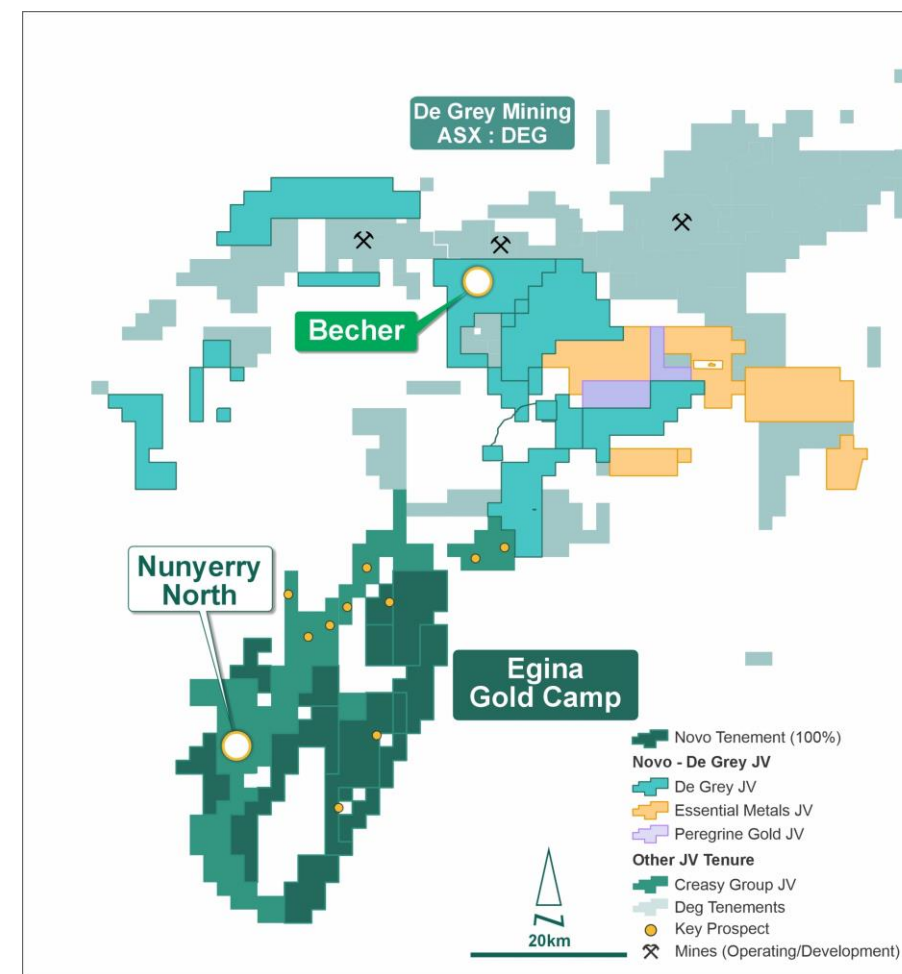 De Grey Mining
ASX : DEG
Becher
Nunyerry
North
Egina
Gold Camp
Novo Tenement (100%)
Novo - De Grey JV
De Grey JV
Essential Metals JV
Peregrine Gold JV
Other JV Tenure
Creasy Group JV
Deg Tenements
Key Prospect
Mines (Operating/Development)
N
20km